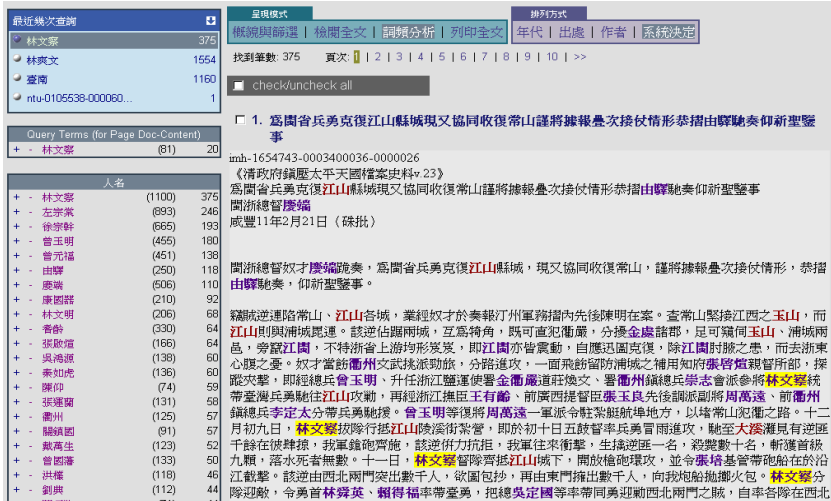 最近幾次查詢
林文察 375
林爽文 1554
臺南 1160
ntu-0105538-000060... 1
Query Terms (for Page Doc-Content)
+ - 林文察 (81) 20
人名
+ - 林文察 (1100) 375
+ - 左宗棠 (893) 246
+ - 徐宗幹 (665) 193
+ - 曾玉明 (455) 180
+ - 曾元福 (451) 138
+ - 由驛 (250) 118
+ - 慶端 (506) 110
+ - 康國器 (210) 92
+ - 林文明 (206) 68
+ - 耆齡 (330) 64
+ - 張啟煊 (166) 64
+ - 吳鴻源 (138) 60
+ - 秦如虎 (136) 60
+ - 陳仰 (74) 59
+ - 張運蘭 (131) 58
+ - 衢州 (125) 57
+ - 關鎮國 (91) 57
+ - 戴萬生 (123) 52
+ - 曾國藩 (133) 50
+ - 洪欉 (118) 46
+ - 劉典 (112) 44
呈現模式
概線與篩選 | 檢閱全文 | 詞頻分析 | 列印全文
排列方式
年代 | 出處 | 作者 | 系統決定
找到筆數: 375 頁次: 1 | 2 | 3 | 4 | 5 | 6 | 7 | 8 | 9 | 10 | >>
check/uncheck all
1. 為閩省兵勇克復江山縣城現又協同收復常山謹將據報疊次接仗情形恭摺由驛馳奏仰新聖鑒
事
imh-1654743-0003400036-0000026
《清政府鎮壓太平天國檔案史料v.23》
為閩省兵勇克復江山縣城現又協同收復常山謹將據報疊次接仗情形恭摺由驛馳奏仰新聖鑒事
閩浙總督慶端
咸豐11年2月21日（硃批）
閩浙總督奴才慶端跪奏，為閩省兵勇克復江山縣城，現又協同收復常山，謹將據報疊次接仗情形，恭摺
由驛馳奏，仰新聖鑒事。
竊賊逆連陷常山、江山各城，業經奴才於奏報汀州軍務摺內先後陳明在案。查常山緊接江西之玉山，而
江山則與浦城毘連。該逆佔踞兩城，互為犄角，既可直犯衢嚴，分擾金處諸郡，足可窺伺玉山、浦城兩
邑，旁竄江閩，不特浙省上游均形岌岌，即江閩亦皆震動，自應迅圖克復，除江閩肘腋之患，而去浙東
心腹之憂。奴才當飭衢州文武挑派勁旅，分路進攻，一面飛飭留防浦城之補用知府張啓煊親督所部，探
蹤夾擊，即經總兵曾玉明、升任浙江鹽運使署金衢嚴道莊煥文、署衢州鎮總兵崇志會派參將林文察統
帶臺灣兵勇馳往江山攻勦，再經浙江撫臣王有齡、前廣西提督臣張玉良先後調派副將周萬遠、前衢州
鎮總兵李定太分帶兵勇馳援。曾玉明等復將周萬遠一軍派令駐紮艇航埠地方，以堵常山犯衢之路。十二
月初九日，林文察拔隊行抵江山陵溪街紮營，即於初十日五鼓督率兵勇冒雨進攻，馳至大溪灘見有逆匪
千餘在彼肆掠，我軍鎗砲齊施，該逆併力抗拒，我軍往來衝擊，生擒逆匪一名，殺斃數十名，斬獲首級
九顆，落水死者無數。十一日，林文察督隊齊抵江山城下，開放槍砲環攻，並令張培基管帶砲船在於沿
江截擊。該逆由西北兩門突出數千人，欲圖包抄，再由東門擁出數千人，向我炮船拋擲火包。林文察分
隊迎敵，令勇首林舜英、賴得福率帶臺勇，把總吳定國等率帶同勇迎勦西北兩門之賊，自率各隊在西北